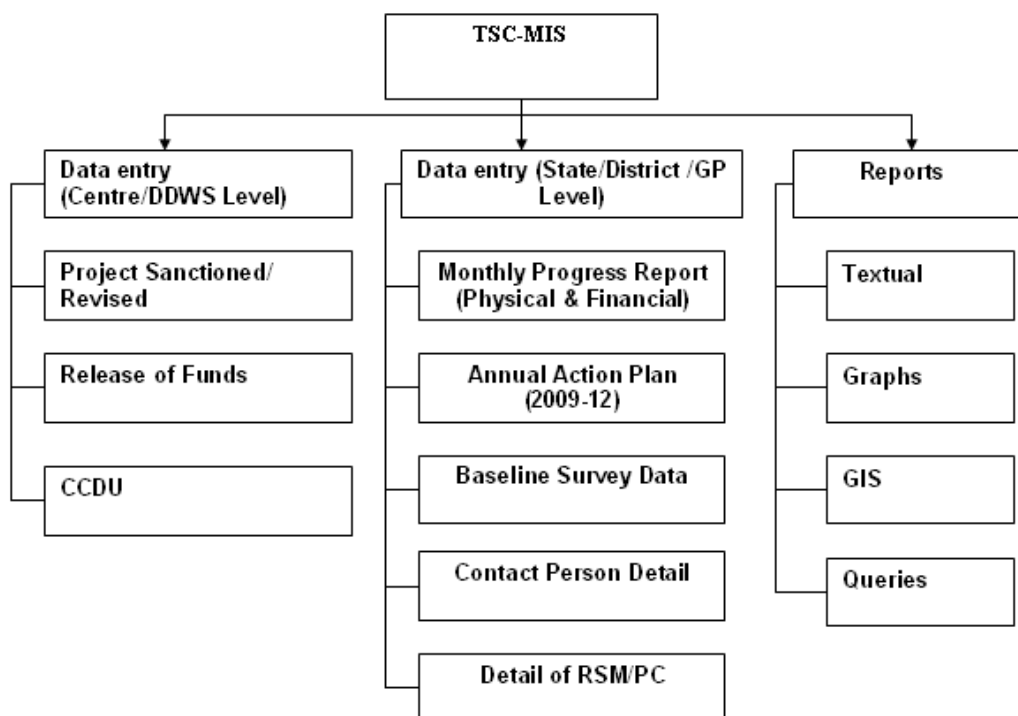 TSC-MIS
Data entry
(Centre/DDWS Level)
Project Sanctioned/
Revised
Release of Funds
CCDU
Data entry (State/District /GP
Level)
Monthly Progress Report
(Physical & Financial)
Annual Action Plan
(2009-12)
Baseline Survey Data
Contact Person Detail
Detail of RSM/PC
Reports
Textual
Graphs
GIS
Queries